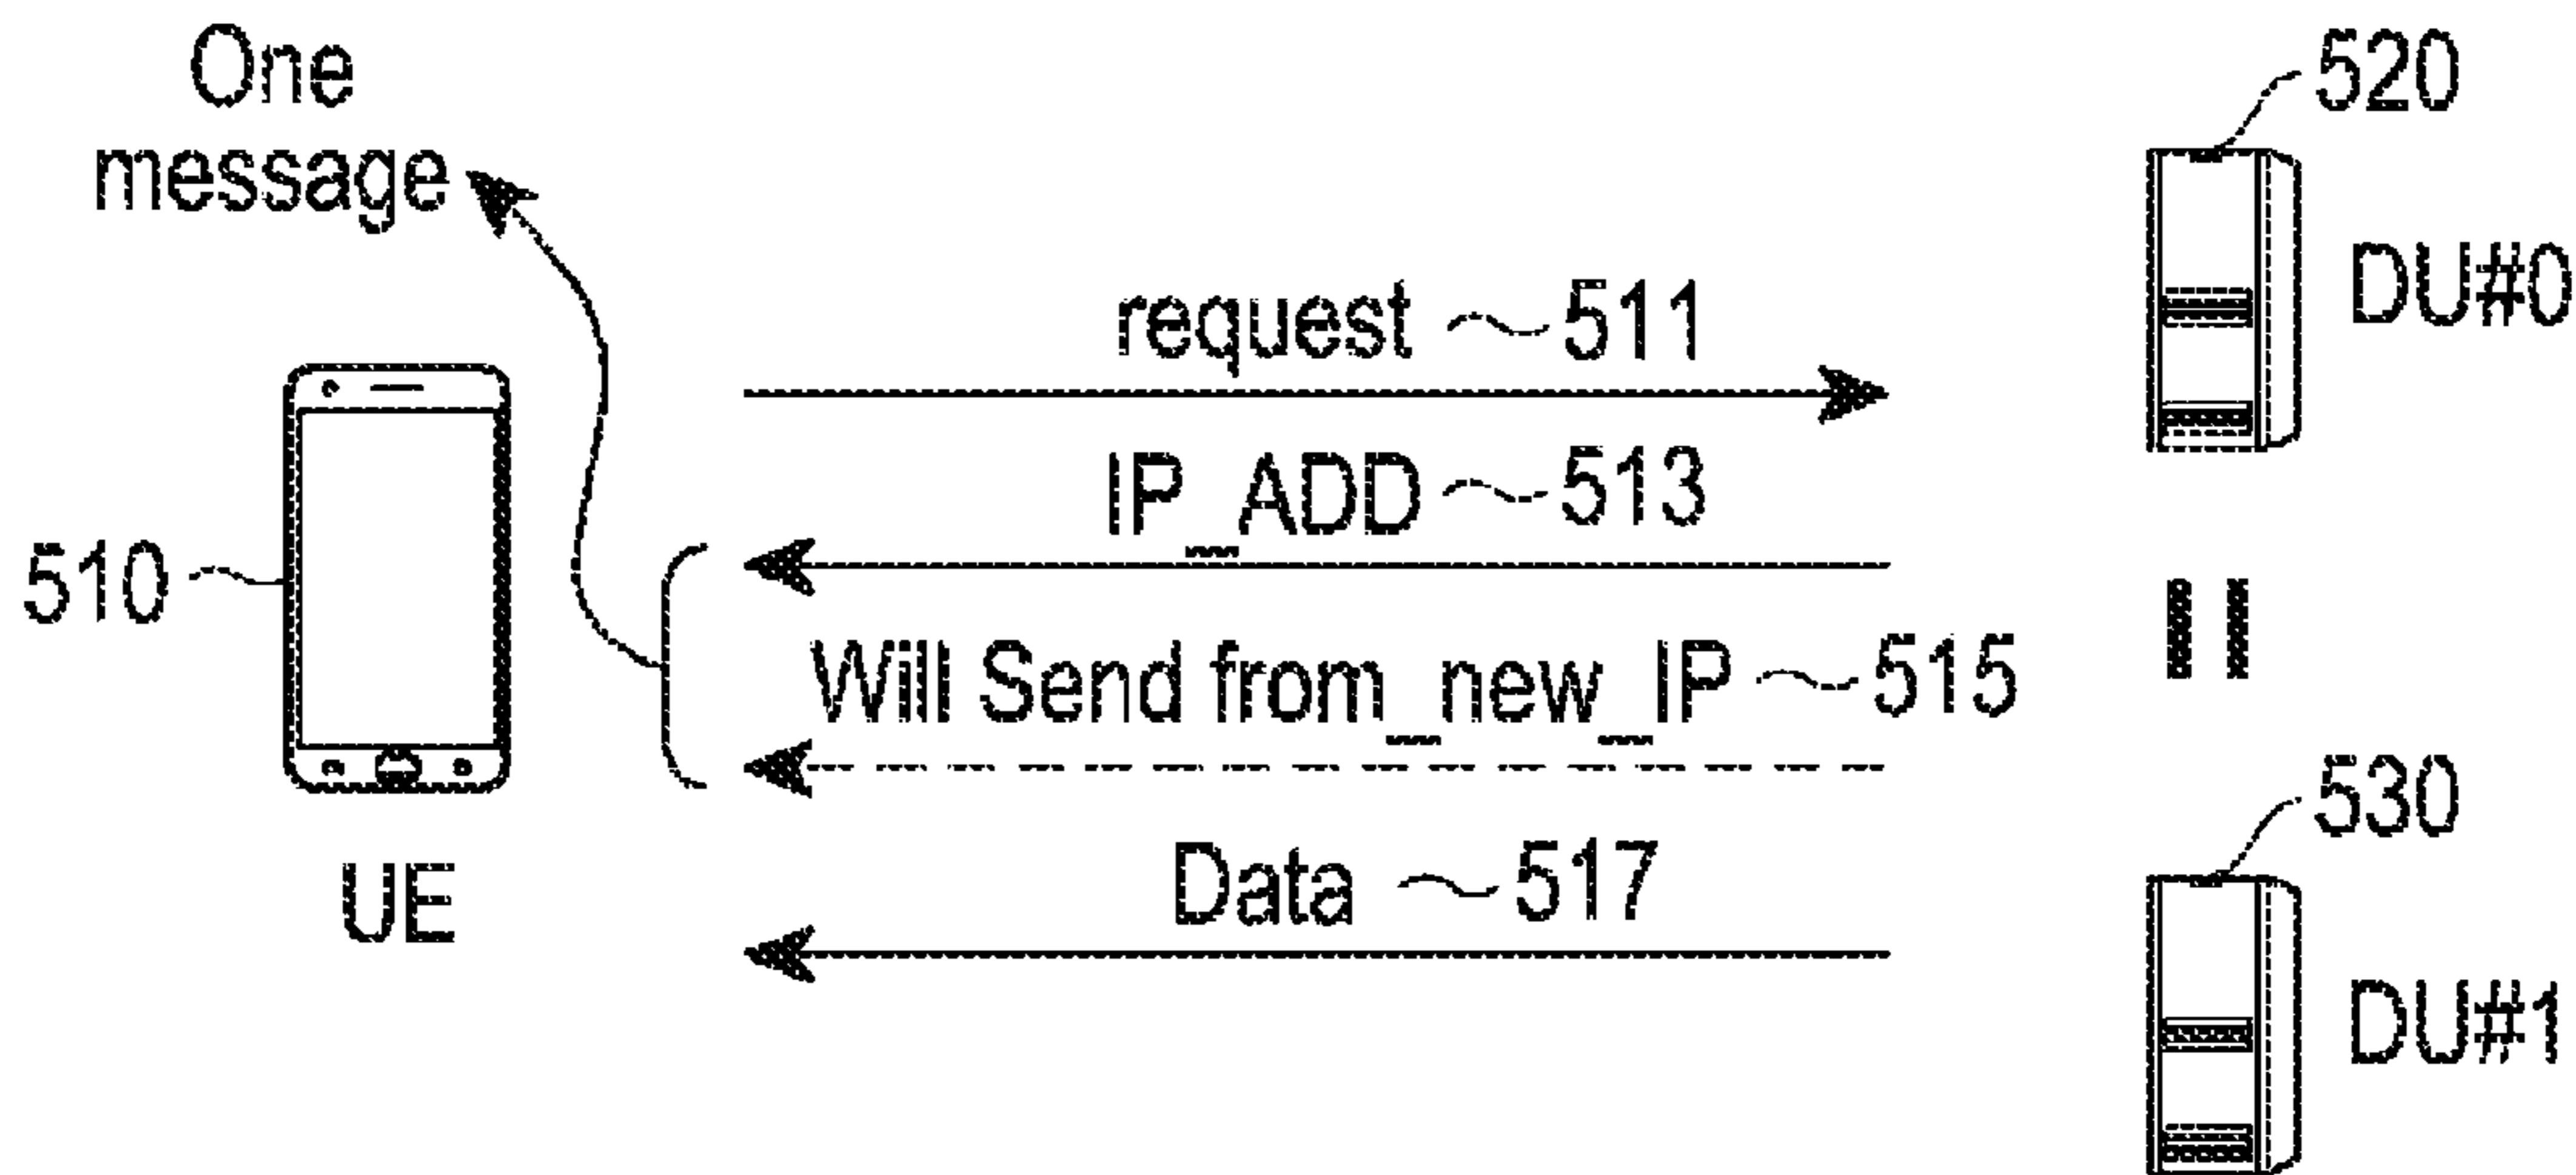 One
message
520
DU#0
request 511
IP_ADD 513
510
Will Send from_new_IP 515
530
Data 517
UE
DU#1